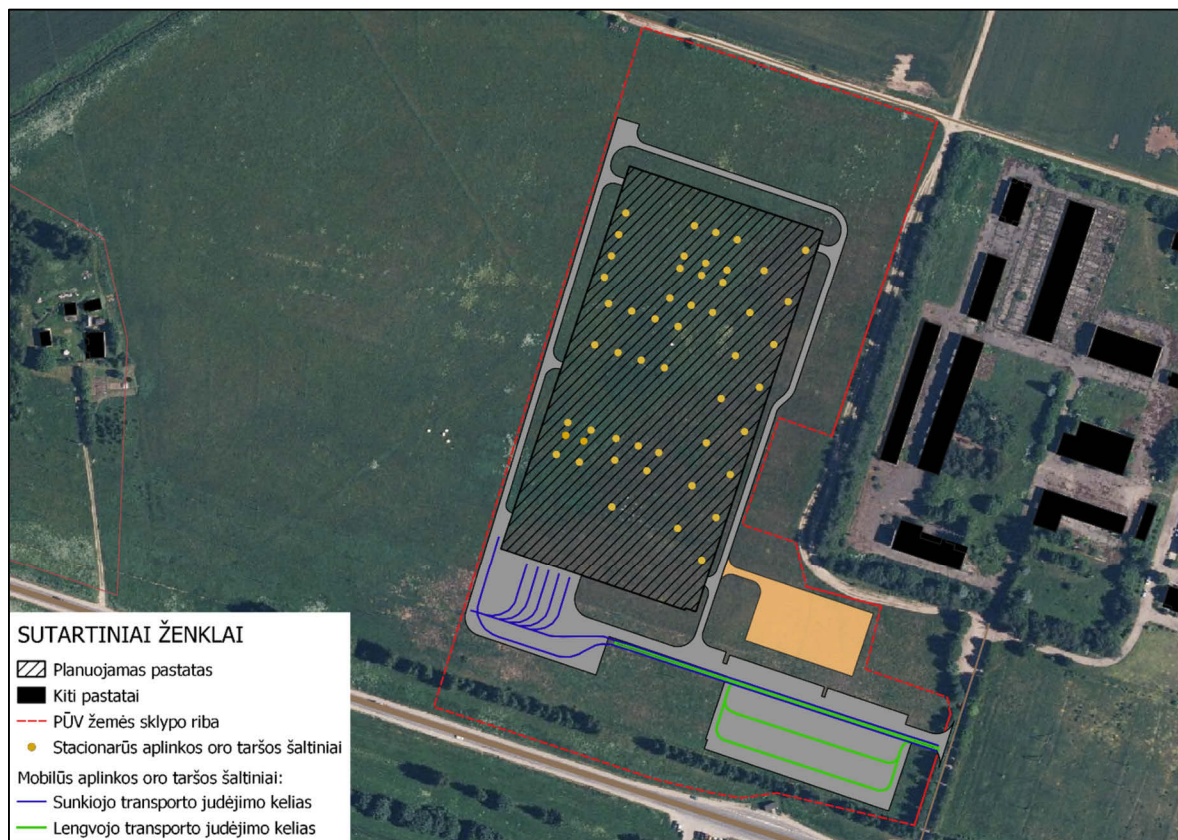 SUTARTINIAI ŽENKLAI
Planuojamas pastatas
Kiti pastatai
PŪV žemės sklypo riba
Stacionarūs aplinkos oro taršos šaltiniai
Mobilūs aplinkos oro taršos šaltiniai:
Sunkiojo transporto judėjimo kelias
Lengvojo transporto judėjimo kelias